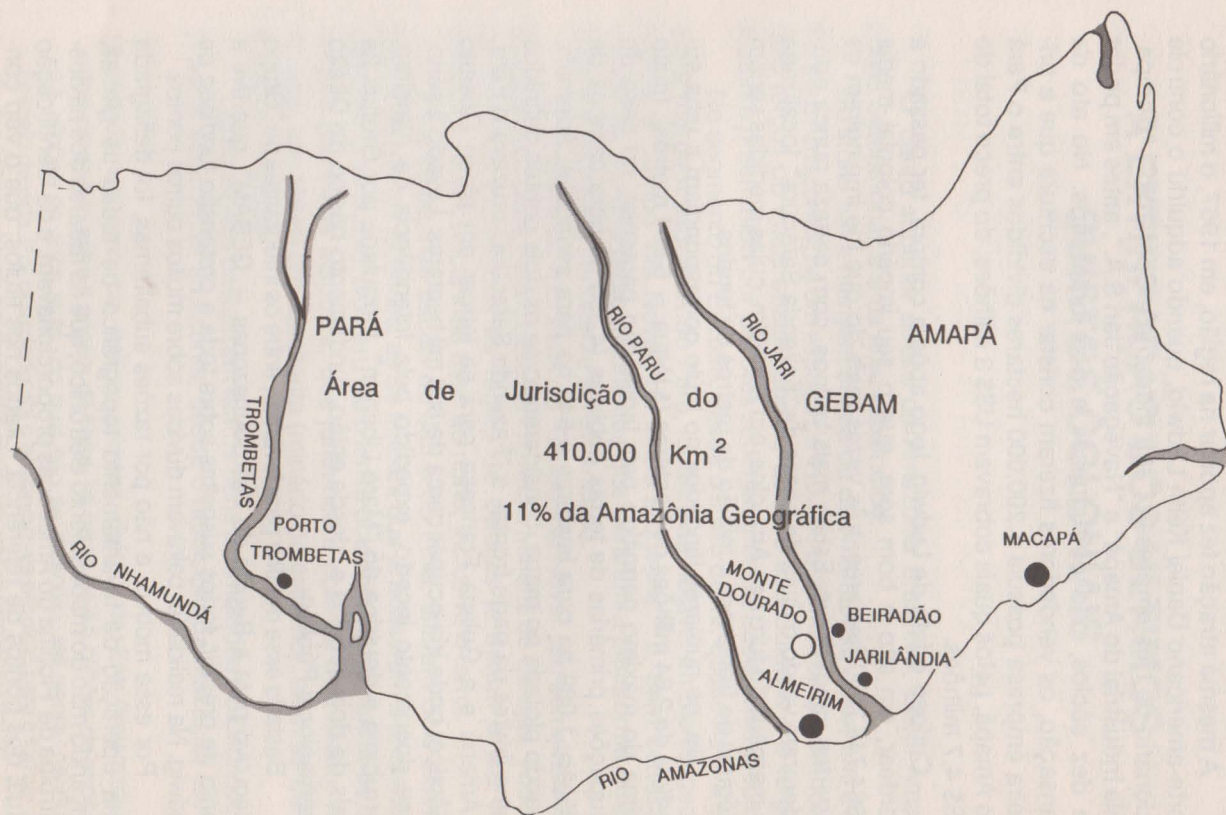 PARÁ
AMAPÁ
Área de Jurisdição do GEBAM
410.000 Km²
11% da Amazônia Geográfica
TROMBETAS
RIO PARU
RIO JARI
PORTO
TROMBETAS
RIO NHAMUNDÁ
MACAPÁ
MONTE
DOURADO
BEIRADÃO
JARILÂNDIA
ALMEIRIM
RIO AMAZONAS